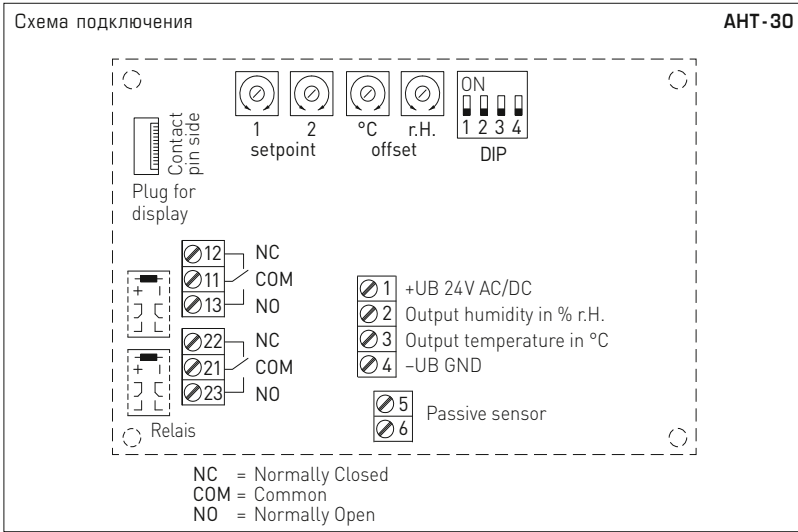 Схема подключения AHT-30
ON
1 2 °C r.H. 1 2 3 4
setpoint offset DIP
Contact
pin side
Plug for
display
12 NC
11 COM
13 NO
+ –
22 NC
21 COM
23 NO
+ –
Relais
1 +UB 24V AC/DC
2 Output humidity in % r.H.
3 Output temperature in °C
4 –UB GND
5 Passive sensor
6
NC = Normally Closed
COM = Common
NO = Normally Open